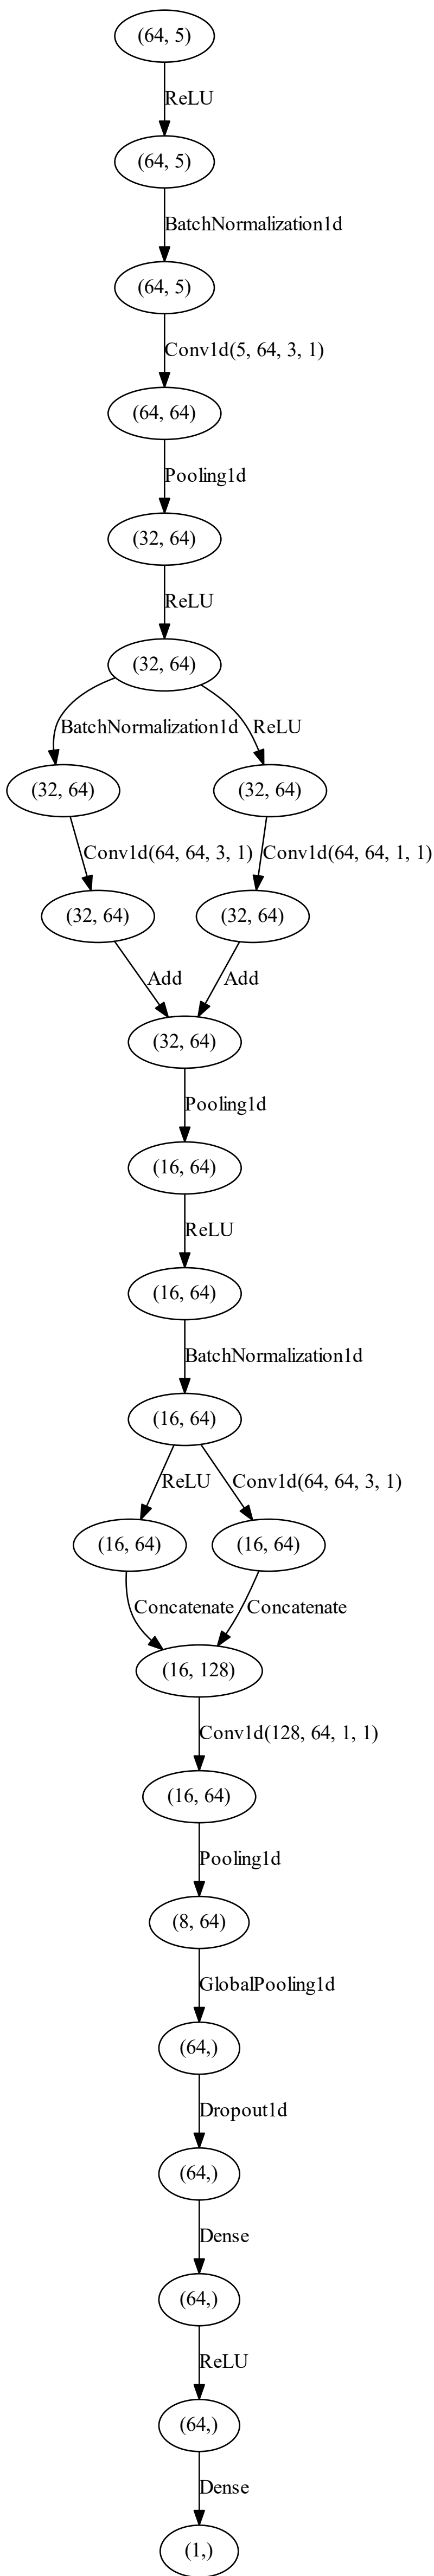 (64, 5)
ReLU
(64, 5)
BatchNormalization1d
(64, 5)
Conv1d(5, 64, 3, 1)
(64, 64)
Pooling1d
(32, 64)
ReLU
(32, 64)
BatchNormalization1d ReLU
(32, 64) (32, 64)
Conv1d(64, 64, 3, 1) Conv1d(64, 64, 1, 1)
(32, 64) (32, 64)
Add Add
(32, 64)
Pooling1d
(16, 64)
ReLU
(16, 64)
BatchNormalization1d
(16, 64)
ReLU Conv1d(64, 64, 3, 1)
(16, 64) (16, 64)
Concatenate Concatenate
(16, 128)
Conv1d(128, 64, 1, 1)
(16, 64)
Pooling1d
(8, 64)
GlobalPooling1d
(64,)
Dropout1d
(64,)
Dense
(64,)
ReLU
(64,)
Dense
(1,)